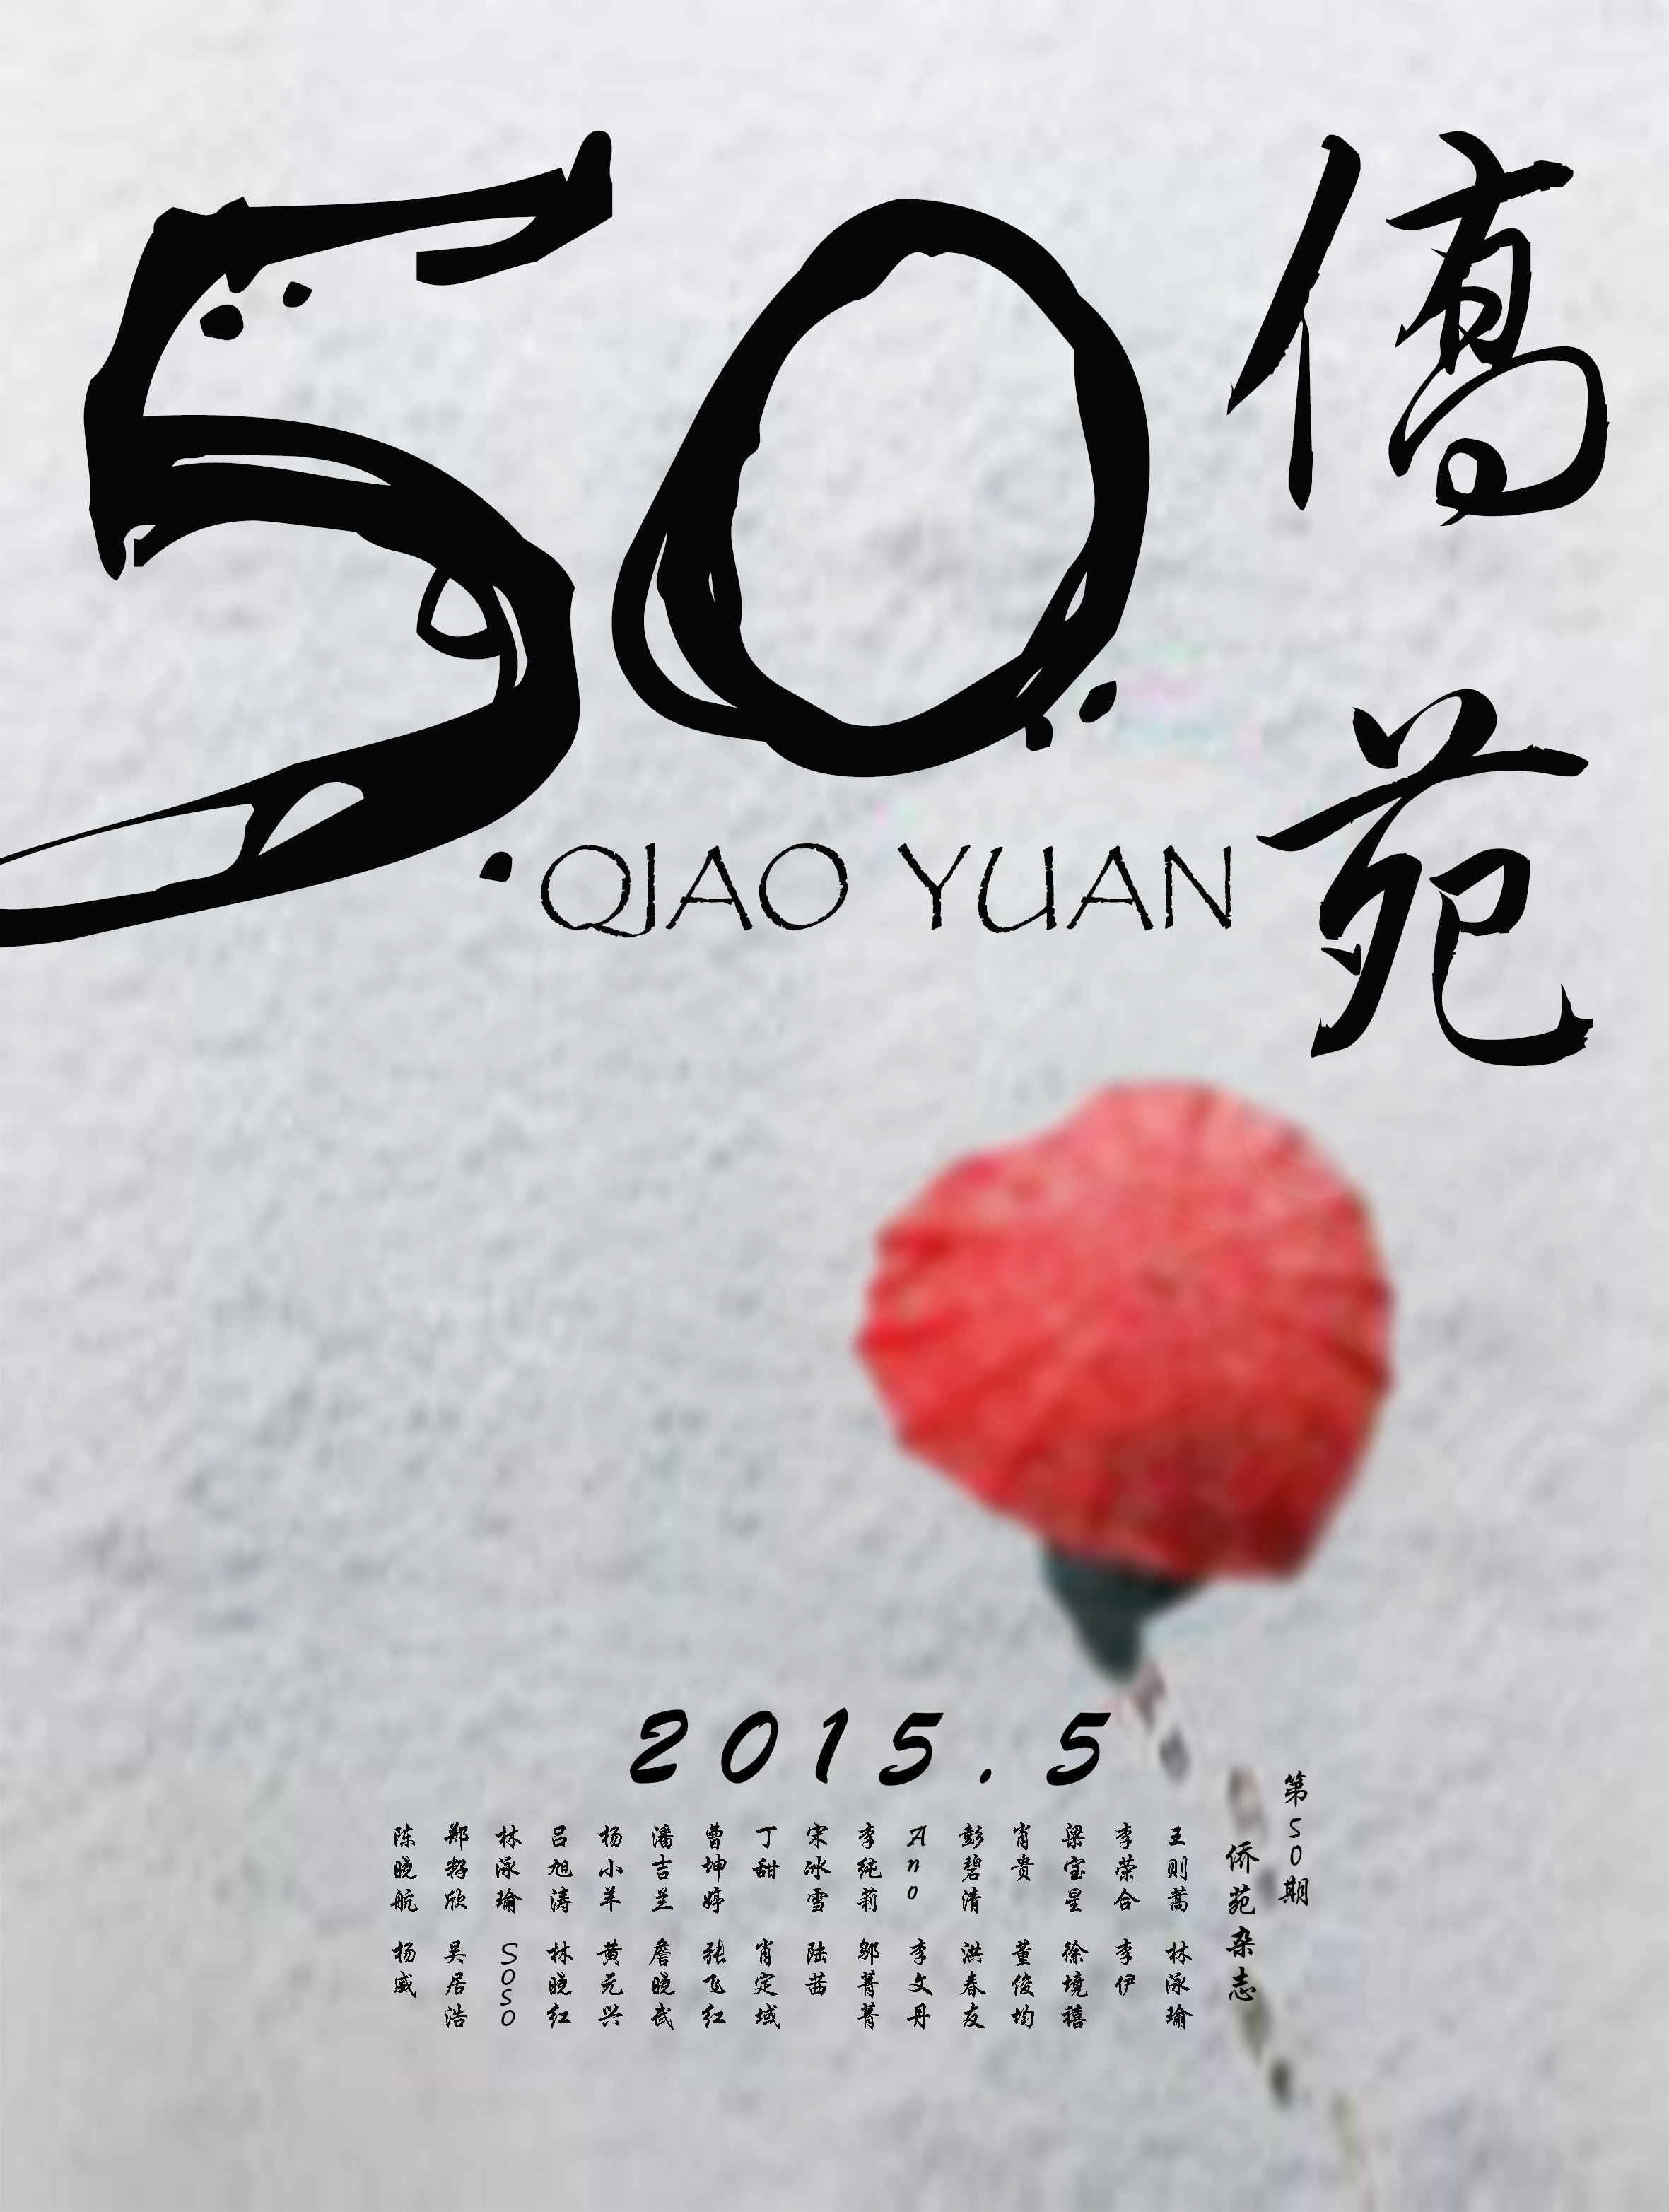 50
僑苑
QIAO YUAN
2015.5
第50期
侨苑杂志
王则蒿 林泳瑜
李荣合 李伊
梁宝星 徐境禧
肖贵 董俊均
彭碧清 洪春友
Ano 李文丹
李纯莉 邬菁菁
宋冰雪 陆茜
丁甜 肖定域
曹坤婷 张飞红
潘吉兰 詹晓武
杨小羊 黄元兴
吕旭涛 林晓红
林泳瑜 SOSO
郑籽欣 吴居浩
陈晓航 杨威